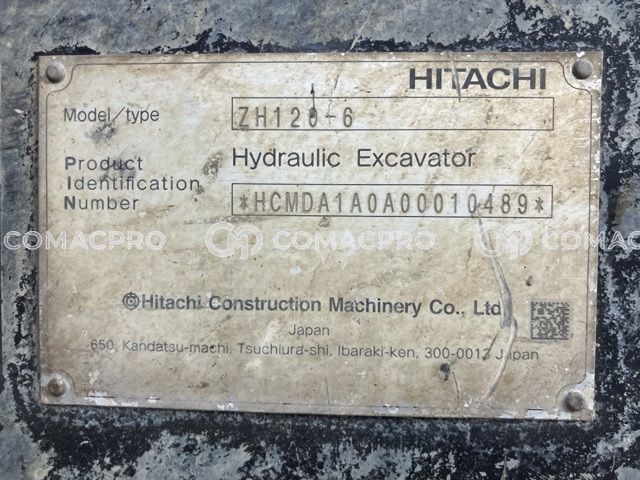 HITACHI
Model/type ZH120-6
Hydraulic Excavator
Product
Identification
Number *HCMDA1A0A00010489*
COMACPRO COMACPRO COMACPRO
©Hitachi Construction Machinery Co., Ltd
Japan
650, Kandatsu-machi, Tsuchiura-shi, Ibaraki-ken, 300-0013 Japan